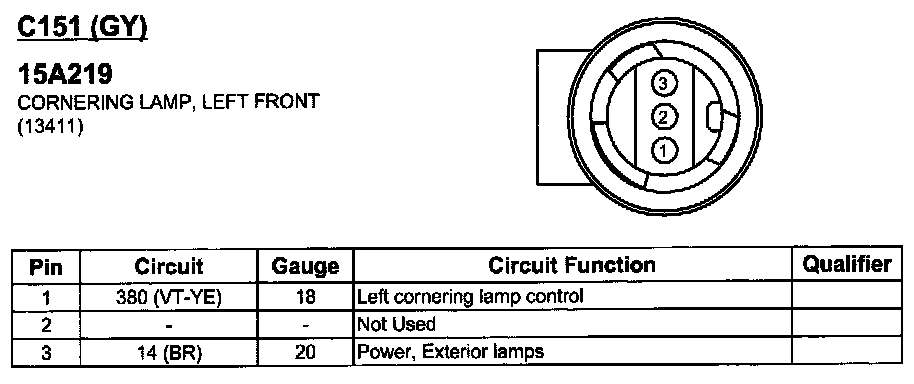 C151 (GY)
15A219
CORNERING LAMP, LEFT FRONT
(13411)
3
2
1
Pin Circuit Gauge Circuit Function Qualifier
1 380 (VT-YE) 18 Left cornering lamp control
2 - - Not Used
3 14 (BR) 20 Power, Exterior lamps